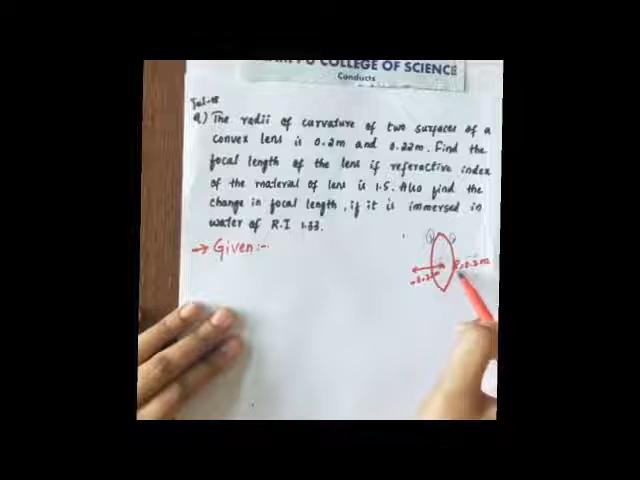 COLLEGE OF SCIENCE
Conducts
Q) The radii of curvature of two surfaces of a
convex lens is 0.2m and 0.22m. Find the
focal length of the lens if referactive index
of the material of lens is 1.5. Also find the
change in focal length, if it is immersed in
water of R.I 1.33.
→ Given:-